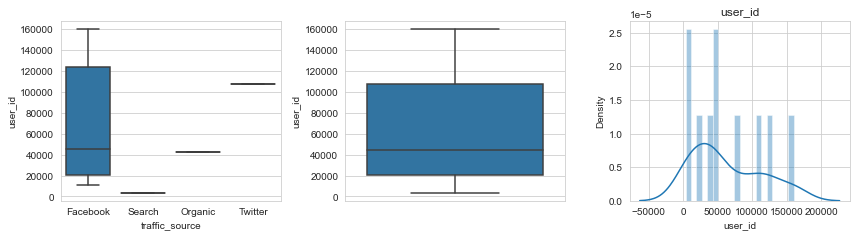 user_id
160000
140000
120000
100000
80000
60000
40000
20000
0
Facebook Search Organic Twitter
traffic_source
user_id
160000
140000
120000
100000
80000
60000
40000
20000
0
user_id
1e−5
Density
2.5
2.0
1.5
1.0
0.5
0.0
−50000 0 50000 100000 150000 200000
user_id